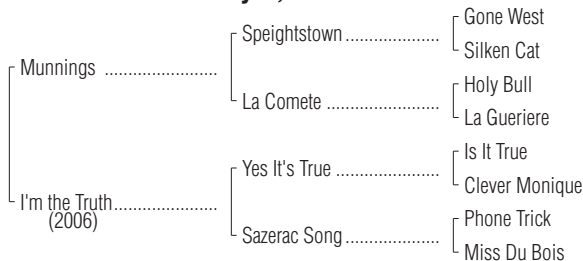 Gone West
Speightstown
Silken Cat
Munnings
Holy Bull
La Comete
La Gueriere
Is It True
Yes It's True
Clever Monique
I'm the Truth
(2006)
Phone Trick
Sazerac Song
Miss Du Bois